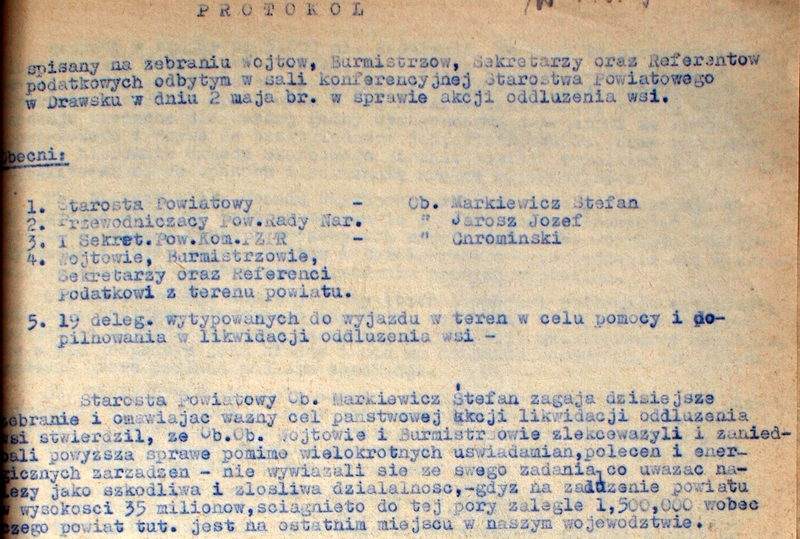 P R O T O K O L
spisany na zebraniu Wojtow, Burmistrzow, Sekretarzy oraz Referentow
podatkowych odbytym w sali konferencyjnej Starostwa Powiatowego
w Drawsku w dniu 2 maja br. w sprawie akcji oddluzenia wsi.
Obecni:
1. Starosta Powiatowy - Ob. Markiewicz Stefan
2. Przewodniczacy Pow.Rady Nar. " Jarosz Jozef
3. I Sekret.Pow.Kom.PZPR - " Chrominski
4. Wojtowie, Burmistrzowie,
Sekretarzy oraz Referenci
Podatkowi z terenu powiatu.
5. 19 deleg. wytypowanych do wyjazdu w teren w celu pomocy i do-
pilnowania w likwidacji oddluzenia wsi -
Starosta Powiatowy Ob. Markiewicz Stefan zagaja dzisiejsze
zebranie i omawiajac wazny cel panstwowej akcji likwidacji oddluzenia
wsi stwierdzil, ze Ob.Ob. Wojtowie i Burmistrzowie zlekcewazyli i zanied-
bali powyzsza sprawe pomimo wielokrotnych uswiadamian,polecen i ener-
gicznych zarzadzen - nie wywiazali sie ze swego zadania,co uwazac na-
lezy jako szkodliwa i zlosliwa dzialalnosc,-gdyz na zadluzenie powiatu
w wysokosci 35 milionow,sciagnieto do tej pory zalegle 1,500,000 wobec
czego powiat tut. jest na ostatnim miejscu w naszym wojewodztwie.